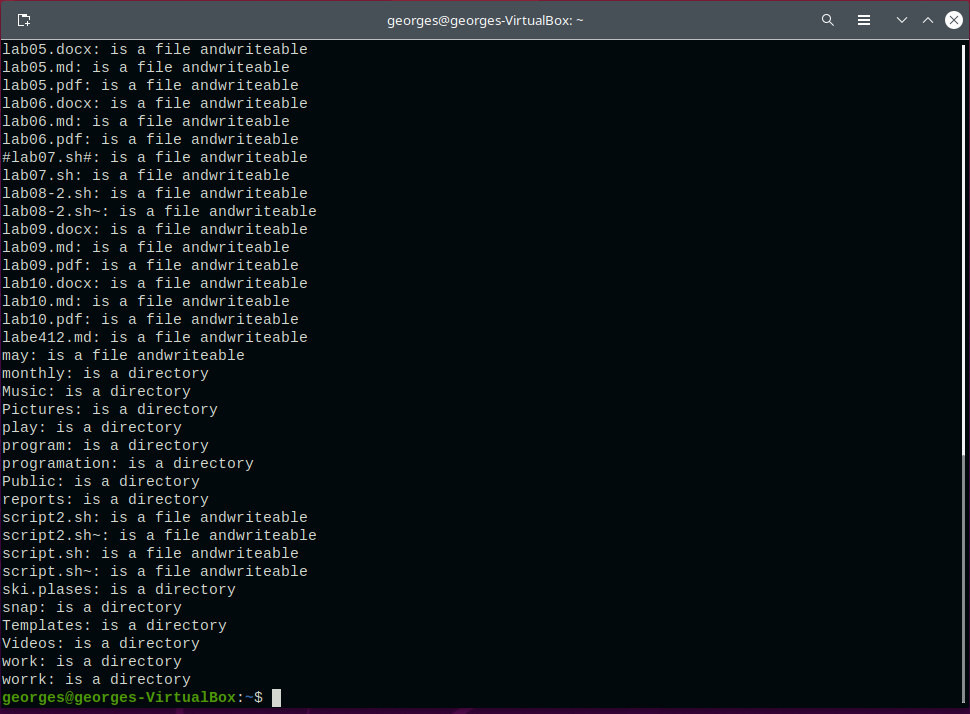 georges@georges-VirtualBox: ~
lab05.docx: is a file andwriteable
lab05.md: is a file andwriteable
lab05.pdf: is a file andwriteable
lab06.docx: is a file andwriteable
lab06.md: is a file andwriteable
lab06.pdf: is a file andwriteable
#lab07.sh#: is a file andwriteable
lab07.sh: is a file andwriteable
lab08-2.sh: is a file andwriteable
lab08-2.sh~: is a file andwriteable
lab09.docx: is a file andwriteable
lab09.md: is a file andwriteable
lab09.pdf: is a file andwriteable
lab10.docx: is a file andwriteable
lab10.md: is a file andwriteable
lab10.pdf: is a file andwriteable
labe412.md: is a file andwriteable
may: is a file andwriteable
monthly: is a directory
Music: is a directory
Pictures: is a directory
play: is a directory
program: is a directory
programation: is a directory
Public: is a directory
reports: is a directory
script2.sh: is a file andwriteable
script2.sh~: is a file andwriteable
script.sh: is a file andwriteable
script.sh~: is a file andwriteable
ski.plases: is a directory
snap: is a directory
Templates: is a directory
Videos: is a directory
work: is a directory
worrk: is a directory
georges@georges-VirtualBox:~$